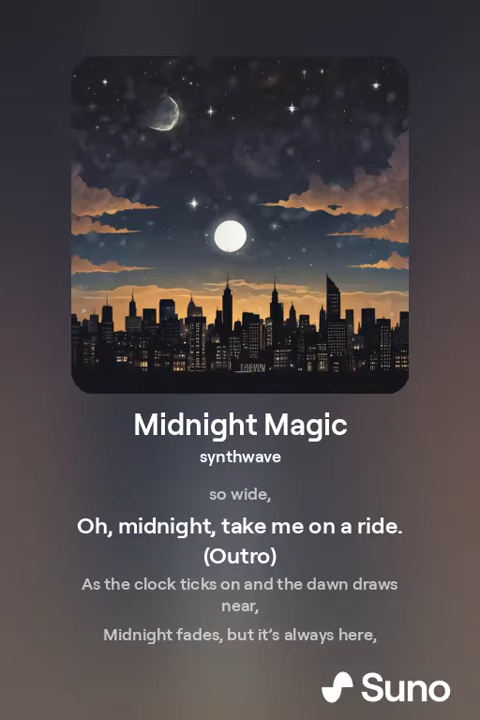 Midnight Magic
synthwave
so wide,
Oh, midnight, take me on a ride.
(Outro)
As the clock ticks on and the dawn draws
near,
Midnight fades, but it’s always here,
Suno